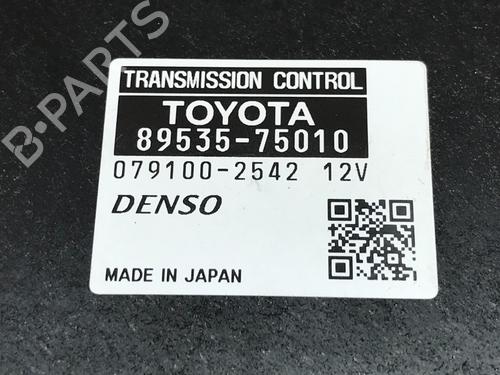 B-PARTS
TRANSMISSION CONTROL
TOYOTA
89535-75010
079100-2542 12V
DENSO
MADE IN JAPAN